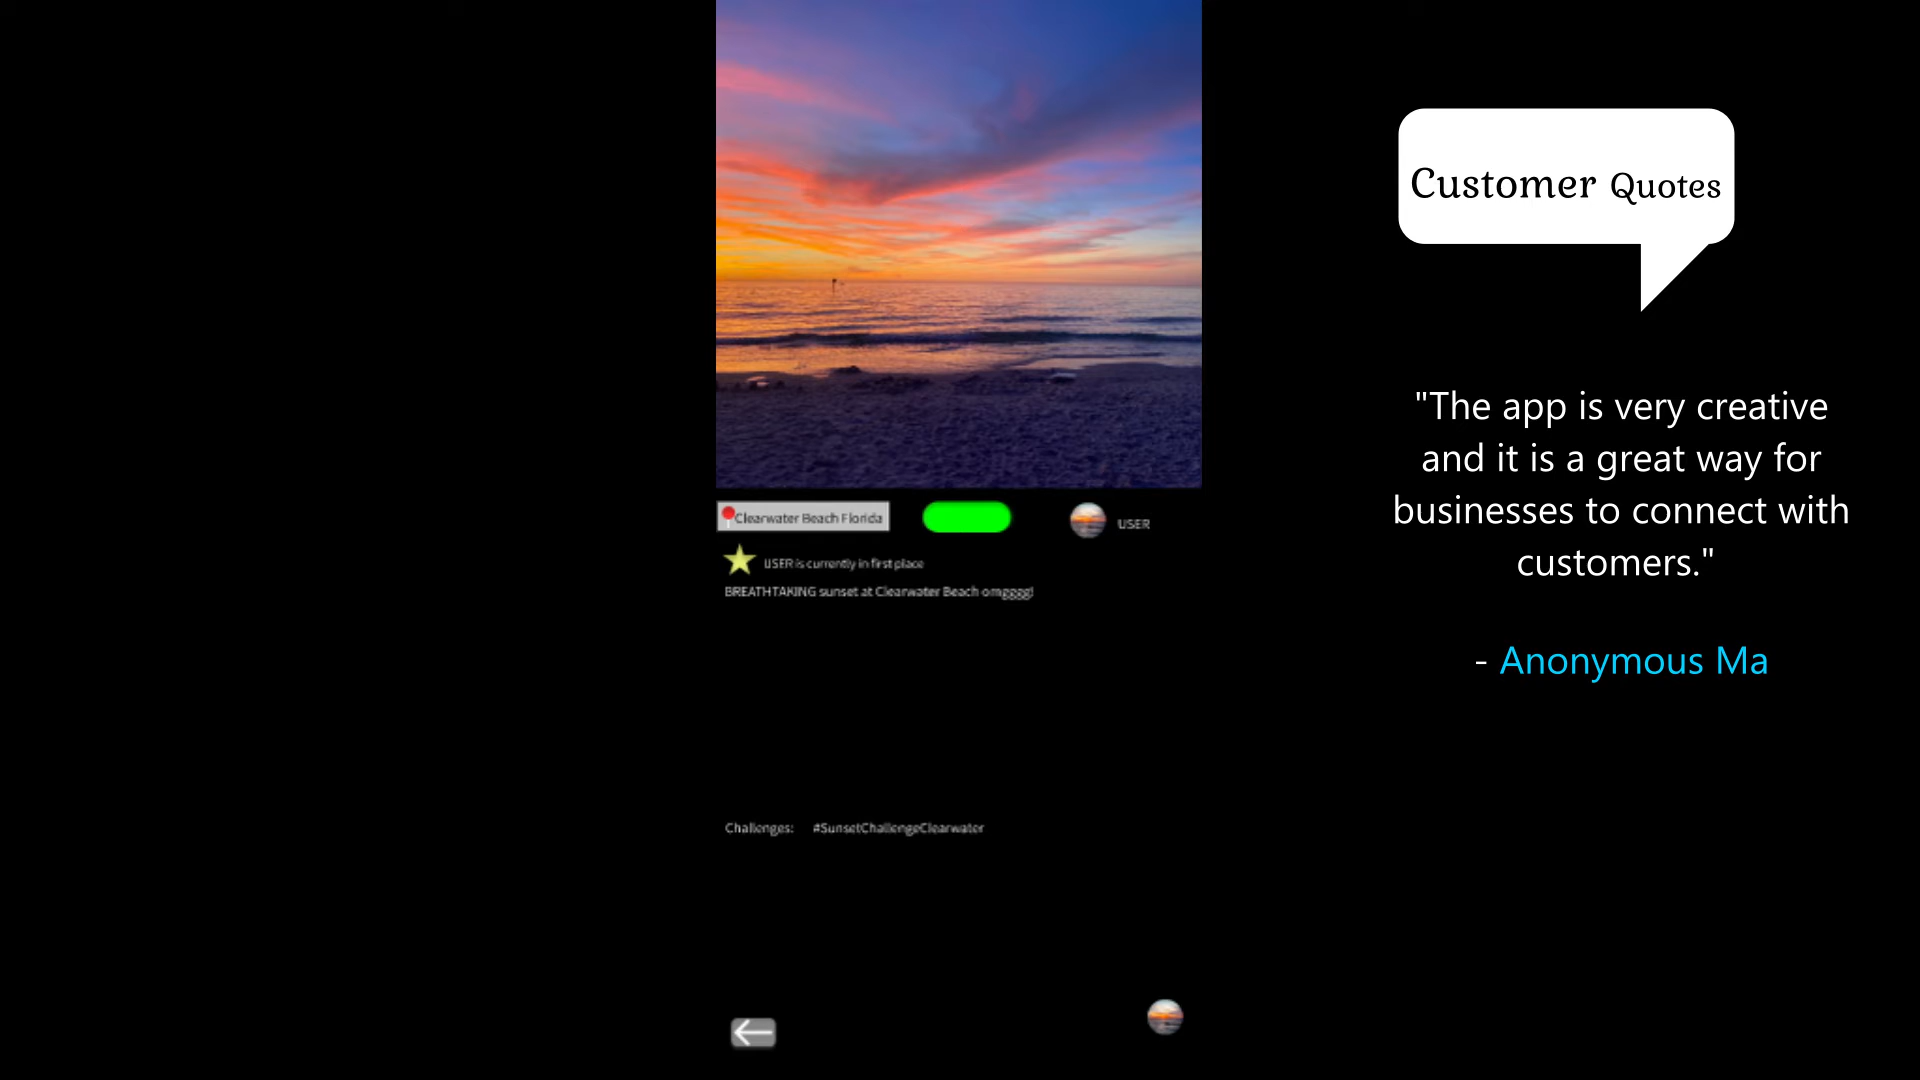 Customer Quotes
"The app is very creative
and it is a great way for
businesses to connect with
customers."
- Anonymous Ma
Clearwater Beach Florida
USER
USER is currently in first place
BREATHTAKING sunset at Clearwater Beach omgggg!
Challenges: #SunsetChallengeClearwater